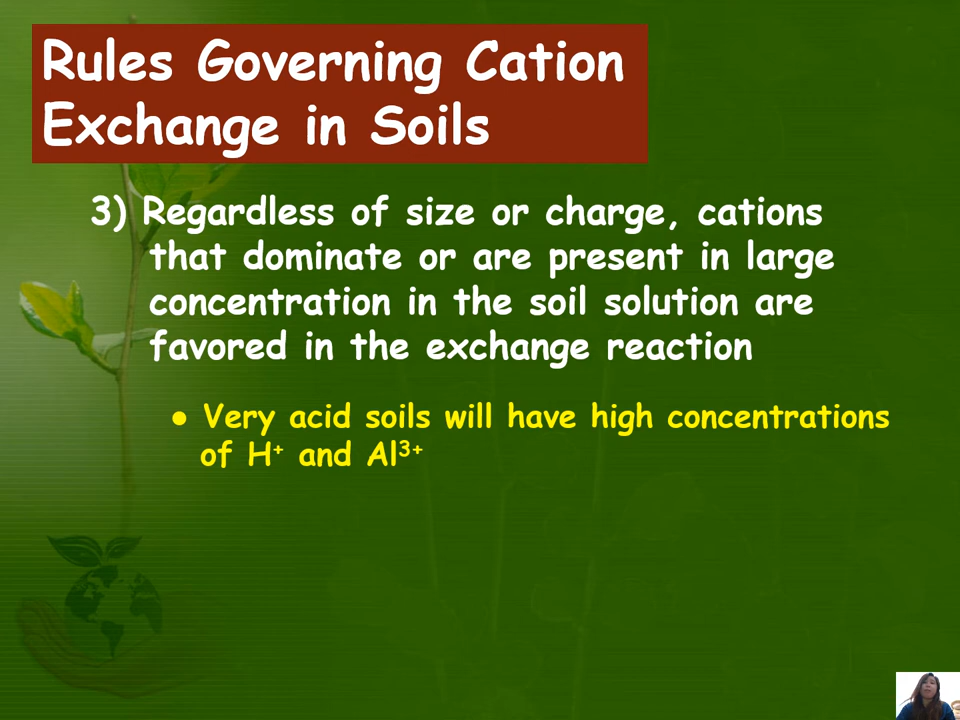 Rules Governing Cation
Exchange in Soils
3) Regardless of size or charge, cations
that dominate or are present in large
concentration in the soil solution are
favored in the exchange reaction
• Very acid soils will have high concentrations
of H⁺ and Al³⁺